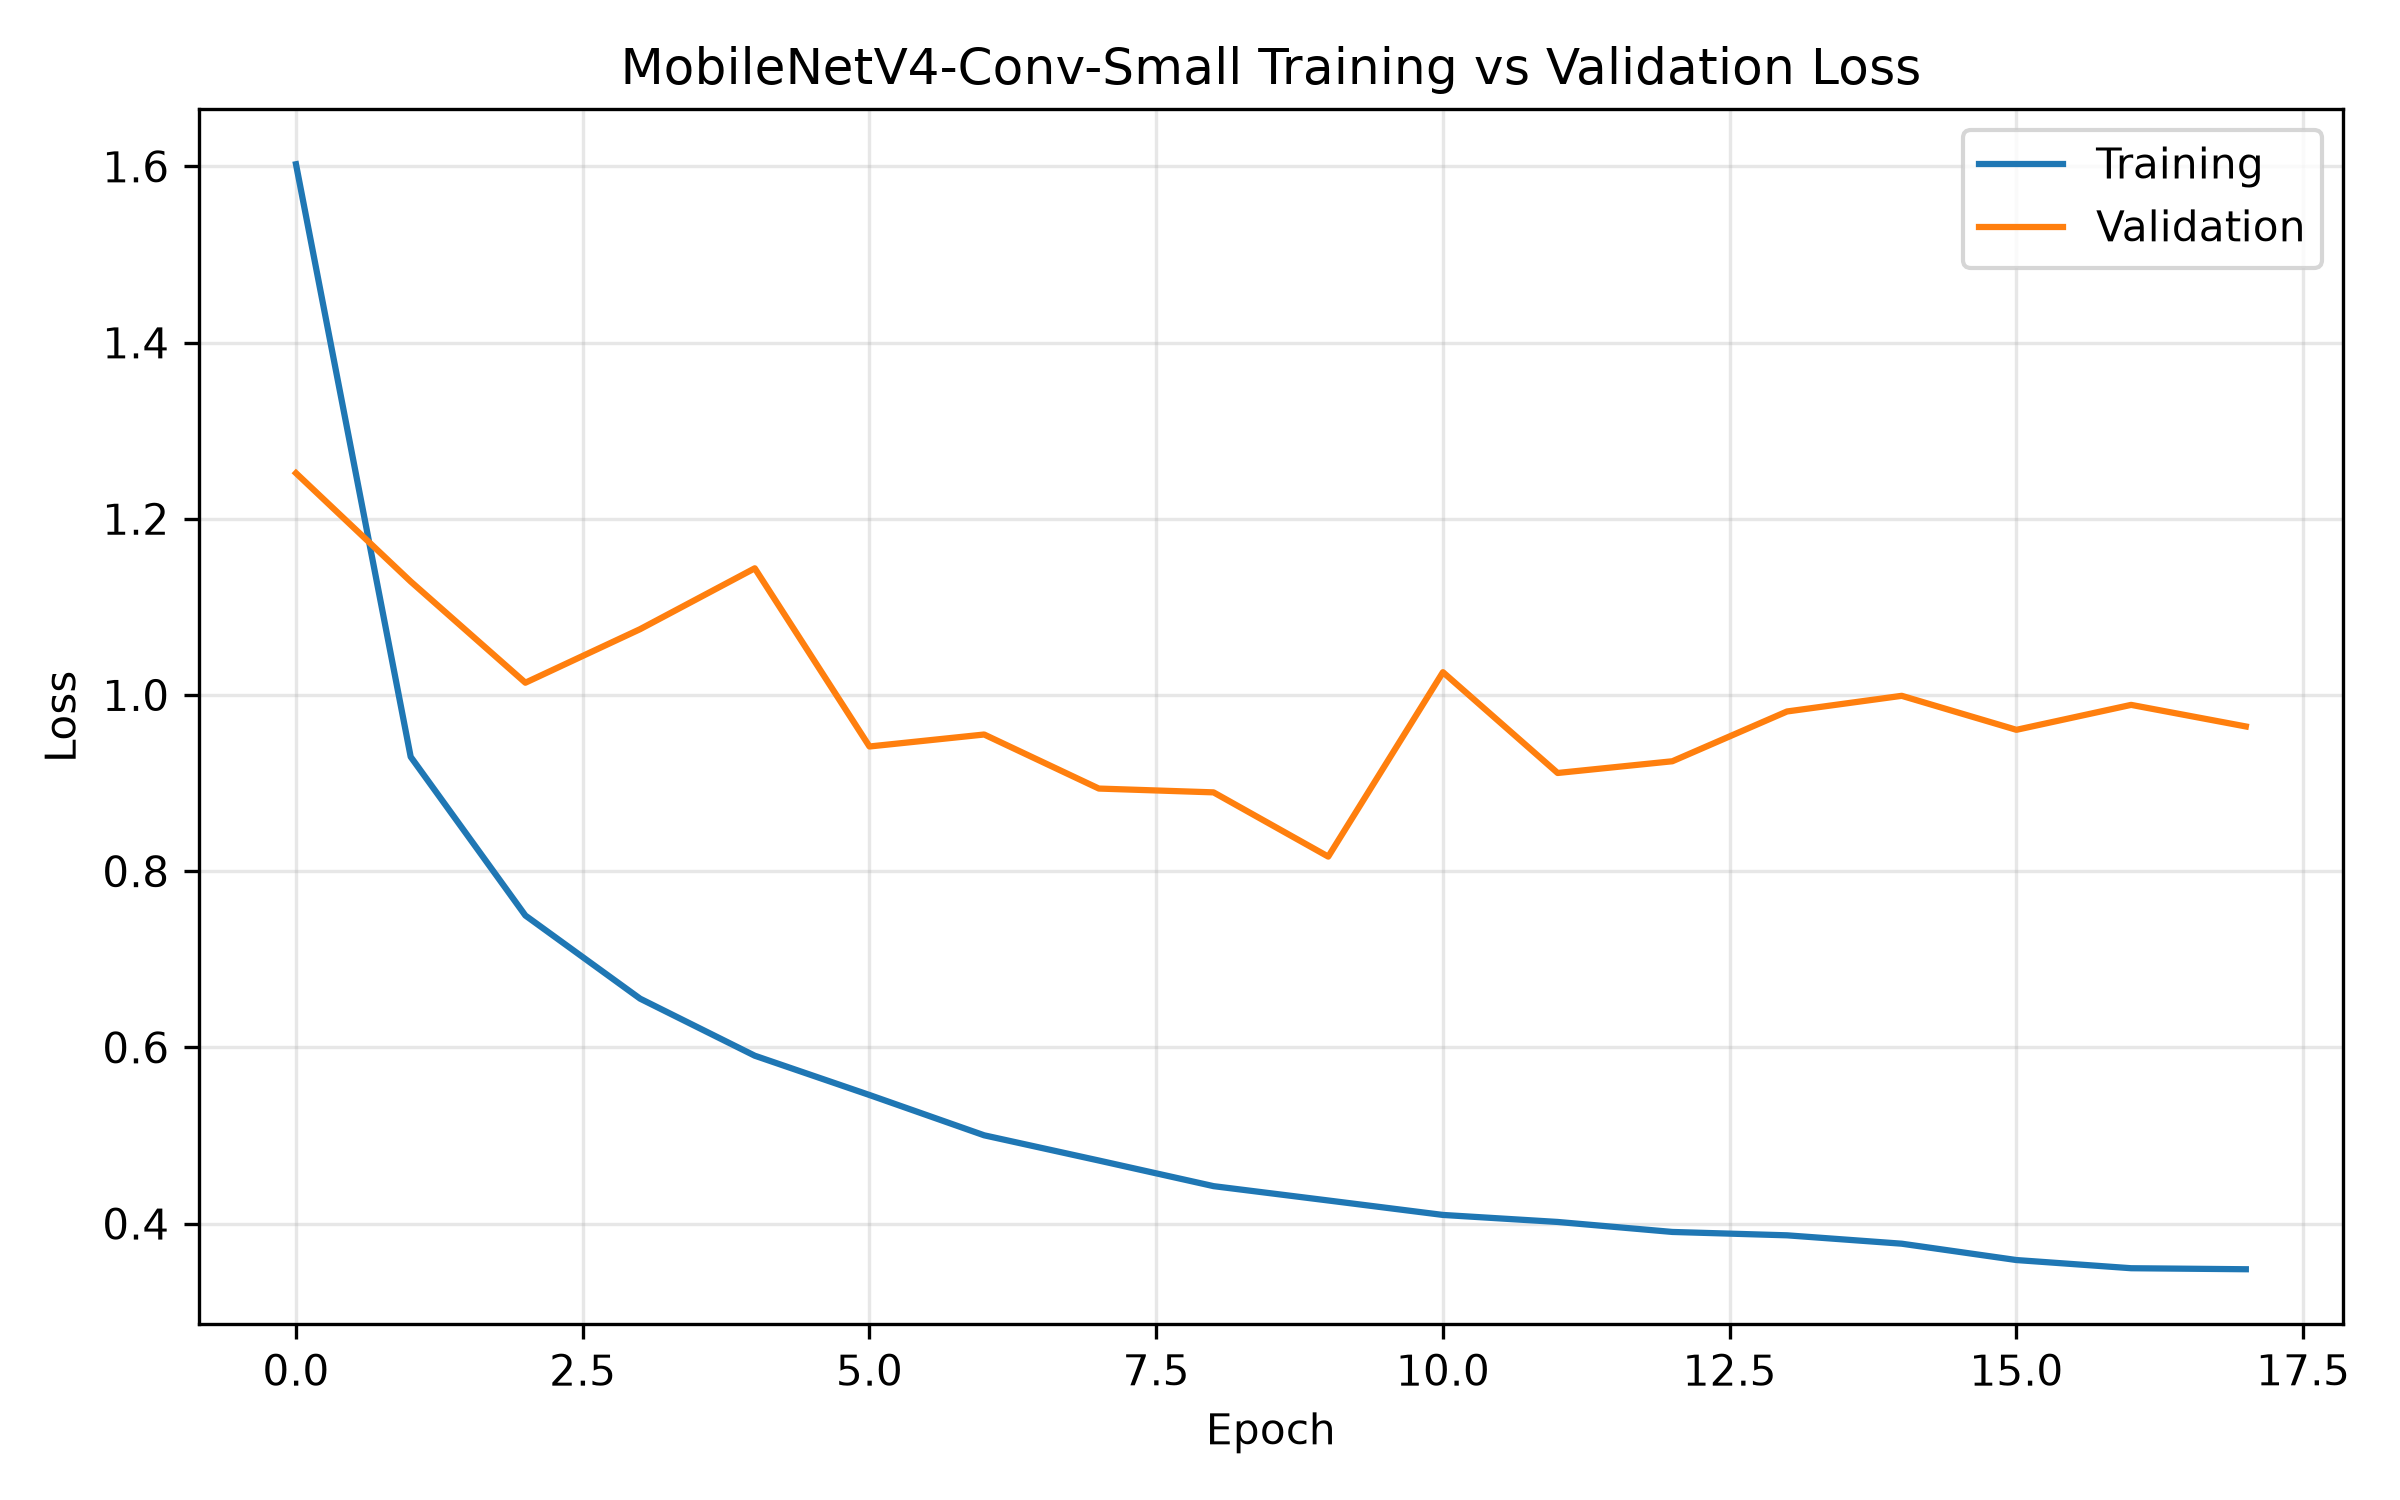 MobileNetV4-Conv-Small Training vs Validation Loss
Training
Validation
1.6
1.4
1.2
1.0
0.8
0.6
0.4
Loss
0.0 2.5 5.0 7.5 10.0 12.5 15.0 17.5
Epoch